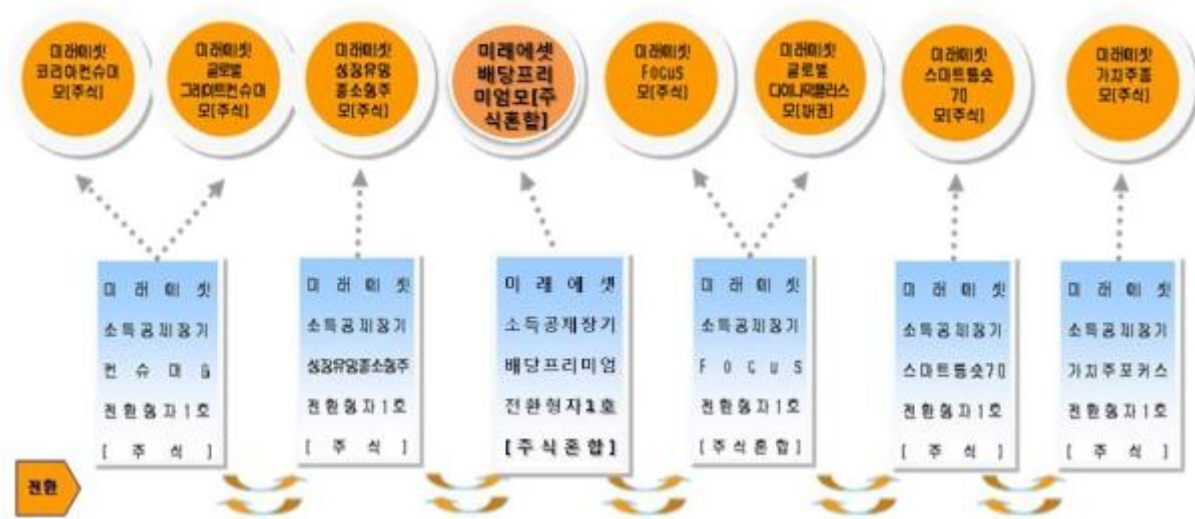 미래에셋
코리아컨슈머
모[주식]
미래에셋
글로벌
그레이트컨슈머
모[주식]
미래에셋
성장유망
중소형주
모[주식]
미래에셋
배당프리
미엄모[주
식혼합]
미래에셋
FOCUS
모[주식]
미래에셋
글로벌
다이나믹플러스
모[채권]
미래에셋
스마트롱숏
70
모[주식]
미래에셋
가치주홈
모[주식]
미 래 에 셋
소득공제장기
컨 슈 머 G
전환형자1호
[ 주 식 ]
미 래 에 셋
소득공제장기
성장유망중소형주
전환형자1호
[ 주 식 ]
미 래 에 셋
소득공제장기
배당프리미엄
전환형자1호
[주식혼합]
미 래 에 셋
소득공제장기
F O C U S
전환형자1호
[주식혼합]
미 래 에 셋
소득공제장기
스마트롱숏70
전환형자1호
[ 주 식 ]
미 래 에 셋
소득공제장기
가치주포커스
전환형자1호
[ 주 식 ]
전환